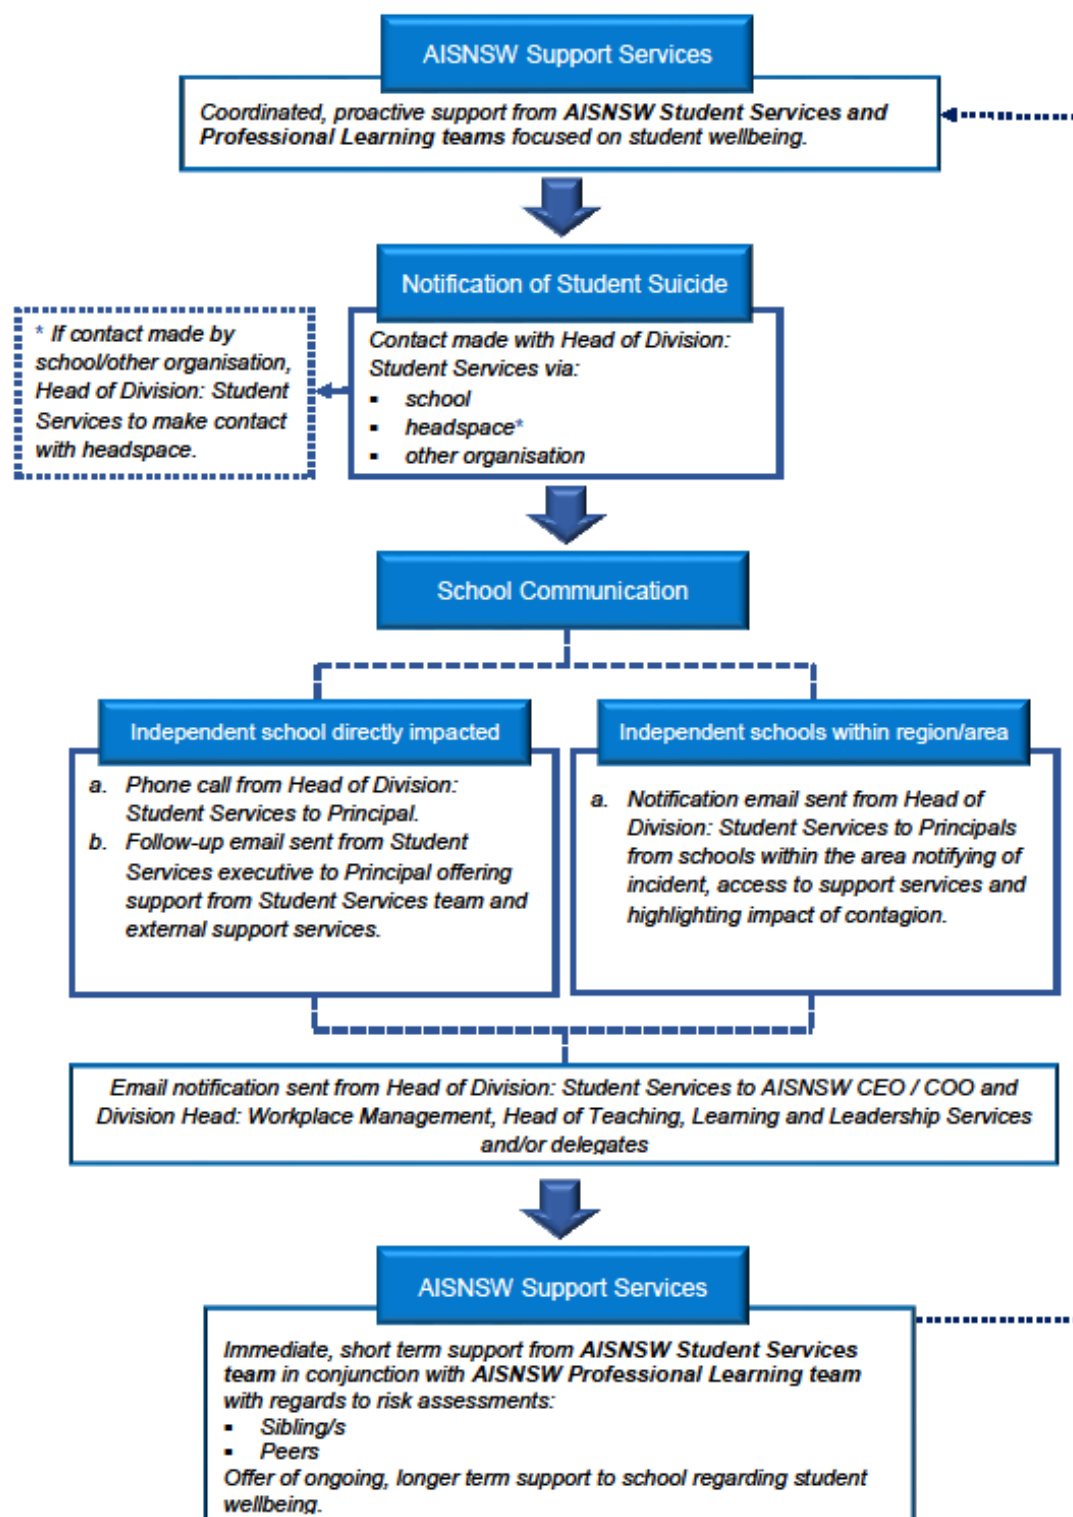 AISNSW Support Services
Coordinated, proactive support from AISNSW Student Services and
Professional Learning teams focused on student wellbeing.
Notification of Student Suicide
* If contact made by
school/other organisation,
Head of Division: Student
Services to make contact
with headspace.
Contact made with Head of Division:
Student Services via:
▪ school
▪ headspace*
▪ other organisation
School Communication
Independent school directly impacted
a. Phone call from Head of Division:
Student Services to Principal.
b. Follow-up email sent from Student
Services executive to Principal offering
support from Student Services team and
external support services.
Independent schools within region/area
a. Notification email sent from Head of
Division: Student Services to Principals
from schools within the area notifying of
incident, access to support services and
highlighting impact of contagion.
Email notification sent from Head of Division: Student Services to AISNSW CEO / COO and
Division Head: Workplace Management, Head of Teaching, Learning and Leadership Services
and/or delegates
AISNSW Support Services
Immediate, short term support from AISNSW Student Services
team in conjunction with AISNSW Professional Learning team
with regards to risk assessments:
▪ Sibling/s
▪ Peers
Offer of ongoing, longer term support to school regarding student
wellbeing.